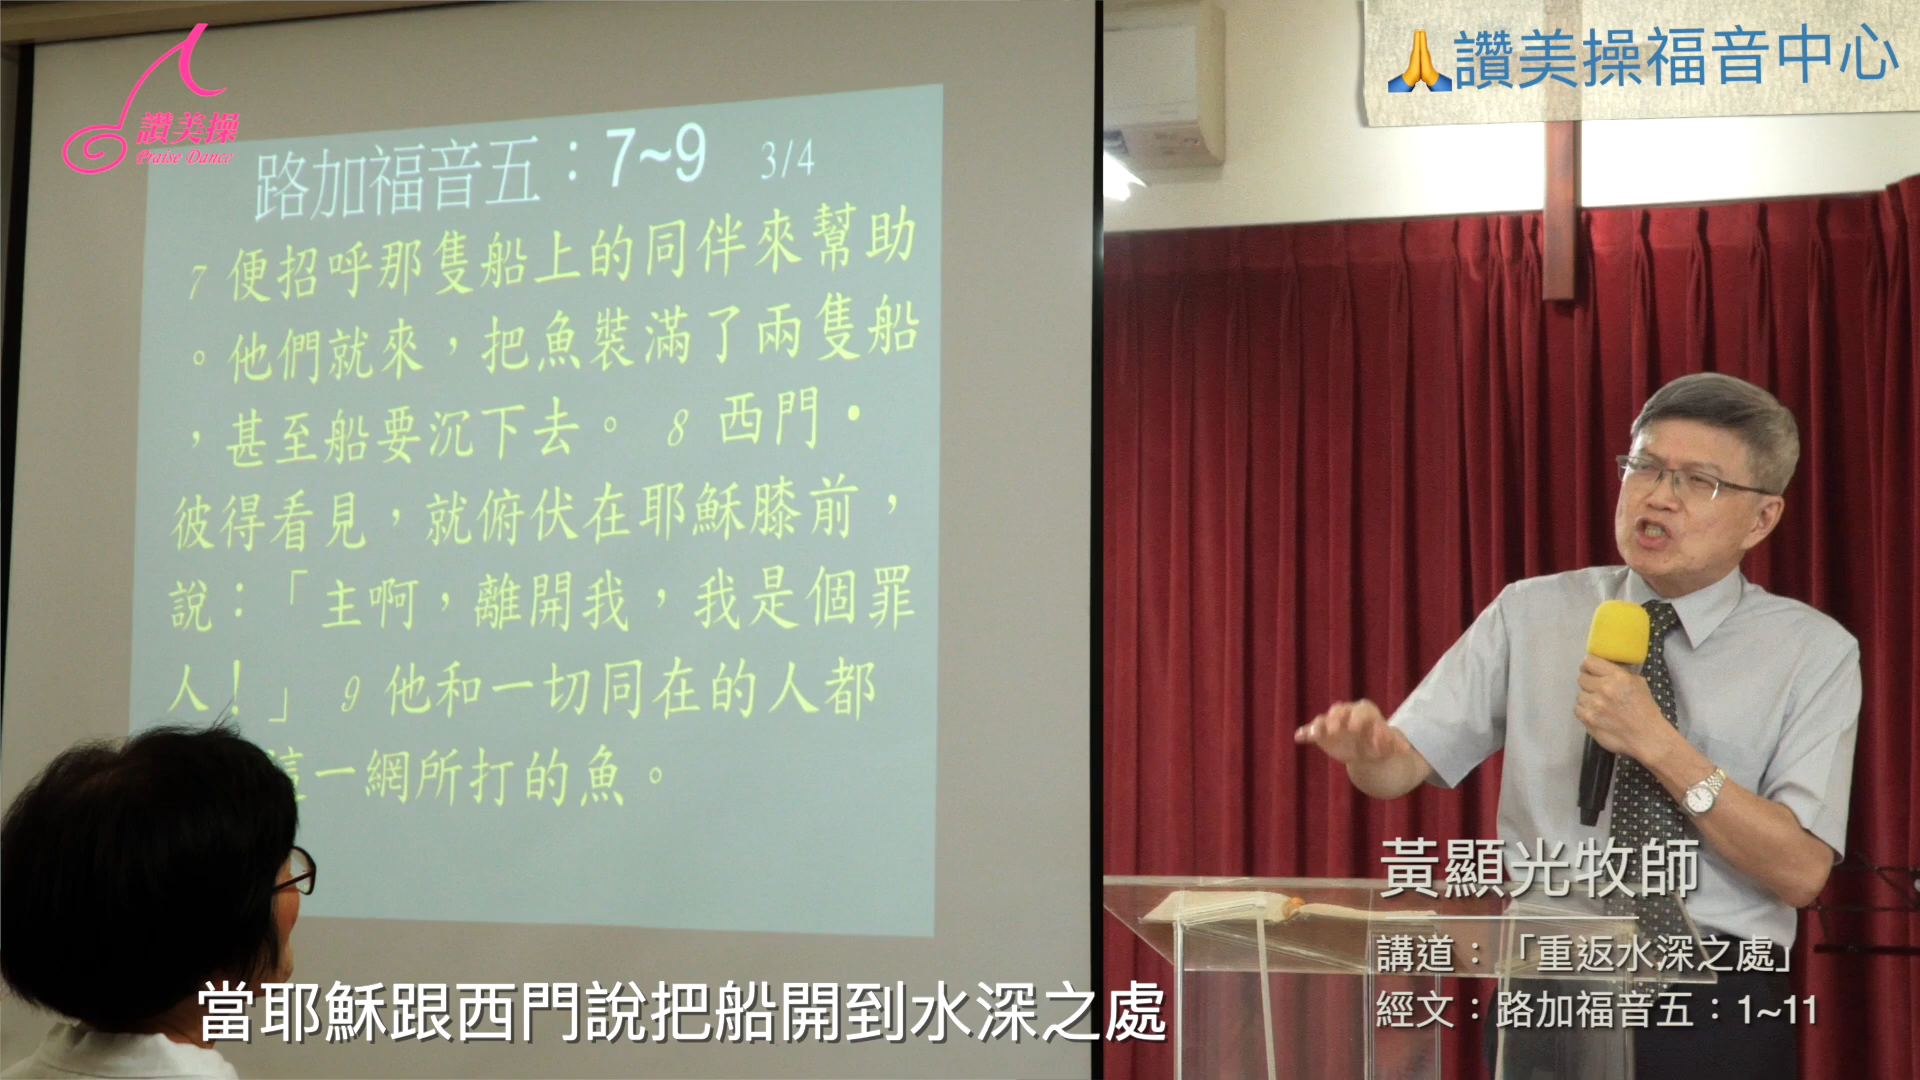 讚美操
Praise Dance
🙏讚美操福音中心
路加福音五：7~9 3/4
7 便招呼那隻船上的同伴來幫助
。他們就來，把魚裝滿了兩隻船
，甚至船要沉下去。 8 西門•
彼得看見，就俯伏在耶穌膝前，
說：「主啊，離開我，我是個罪
人！」 9 他和一切同在的人都
這一網所打的魚。
黃顯光牧師
講道：「重返水深之處」
經文：路加福音五：1~11
當耶穌跟西門說把船開到水深之處